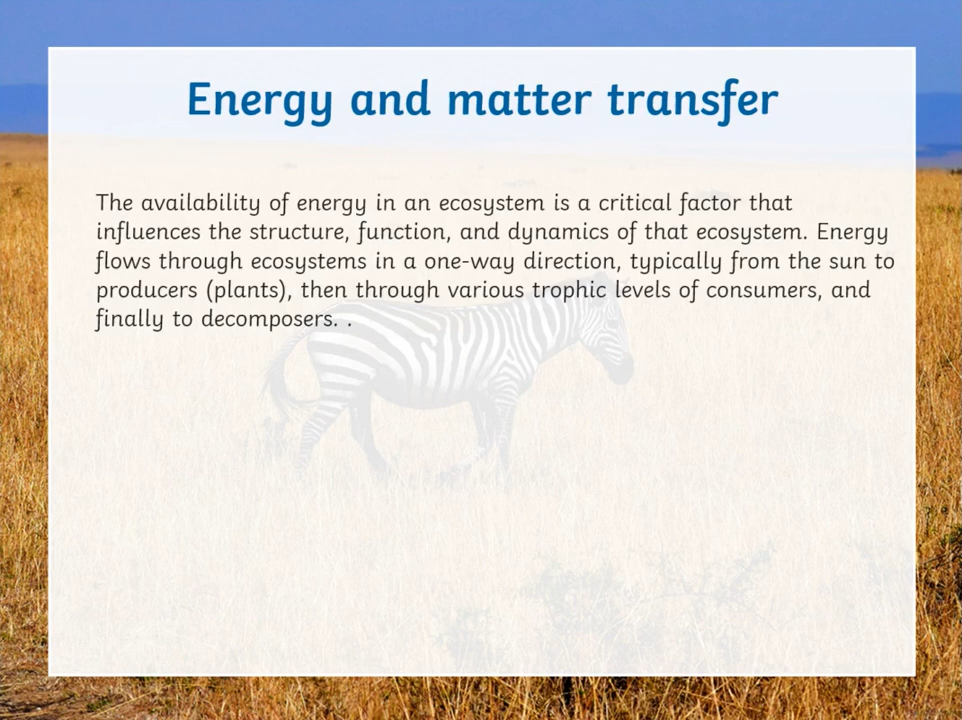 Energy and matter transfer
The availability of energy in an ecosystem is a critical factor that
influences the structure, function, and dynamics of that ecosystem. Energy
flows through ecosystems in a one-way direction, typically from the sun to
producers (plants), then through various trophic levels of consumers, and
finally to decomposers. .